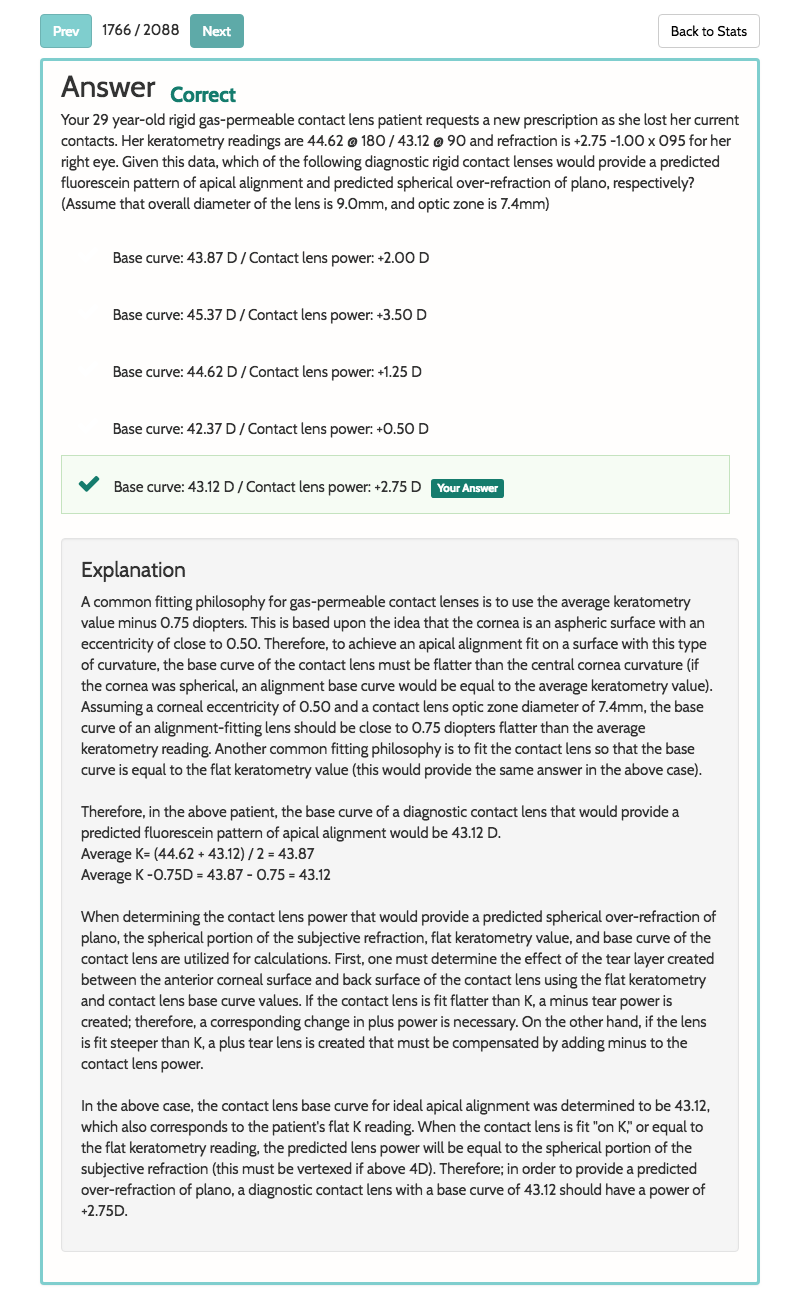 Prev 1766 / 2088 Next Back to Stats
Answer Correct
Your 29 year-old rigid gas-permeable contact lens patient requests a new prescription as she lost her current
contacts. Her keratometry readings are 44.62 @ 180 / 43.12 @ 90 and refraction is +2.75 -1.00 x 095 for her
right eye. Given this data, which of the following diagnostic rigid contact lenses would provide a predicted
fluorescein pattern of apical alignment and predicted spherical over-refraction of plano, respectively?
(Assume that overall diameter of the lens is 9.0mm, and optic zone is 7.4mm)
Base curve: 43.87 D / Contact lens power: +2.00 D
Base curve: 45.37 D / Contact lens power: +3.50 D
Base curve: 44.62 D / Contact lens power: +1.25 D
Base curve: 42.37 D / Contact lens power: +0.50 D
Base curve: 43.12 D / Contact lens power: +2.75 D Your Answer
Explanation
A common fitting philosophy for gas-permeable contact lenses is to use the average keratometry
value minus 0.75 diopters. This is based upon the idea that the cornea is an aspheric surface with an
eccentricity of close to 0.50. Therefore, to achieve an apical alignment fit on a surface with this type
of curvature, the base curve of the contact lens must be flatter than the central cornea curvature (if
the cornea was spherical, an alignment base curve would be equal to the average keratometry value).
Assuming a corneal eccentricity of 0.50 and a contact lens optic zone diameter of 7.4mm, the base
curve of an alignment-fitting lens should be close to 0.75 diopters flatter than the average
keratometry reading. Another common fitting philosophy is to fit the contact lens so that the base
curve is equal to the flat keratometry value (this would provide the same answer in the above case).
Therefore, in the above patient, the base curve of a diagnostic contact lens that would provide a
predicted fluorescein pattern of apical alignment would be 43.12 D.
Average K= (44.62 + 43.12) / 2 = 43.87
Average K -0.75D = 43.87 - 0.75 = 43.12
When determining the contact lens power that would provide a predicted spherical over-refraction of
plano, the spherical portion of the subjective refraction, flat keratometry value, and base curve of the
contact lens are utilized for calculations. First, one must determine the effect of the tear layer created
between the anterior corneal surface and back surface of the contact lens using the flat keratometry
and contact lens base curve values. If the contact lens is fit flatter than K, a minus tear power is
created; therefore, a corresponding change in plus power is necessary. On the other hand, if the lens
is fit steeper than K, a plus tear lens is created that must be compensated by adding minus to the
contact lens power.
In the above case, the contact lens base curve for ideal apical alignment was determined to be 43.12,
which also corresponds to the patient's flat K reading. When the contact lens is fit "on K," or equal to
the flat keratometry reading, the predicted lens power will be equal to the spherical portion of the
subjective refraction (this must be vertexed if above 4D). Therefore; in order to provide a predicted
over-refraction of plano, a diagnostic contact lens with a base curve of 43.12 should have a power of
+2.75D.